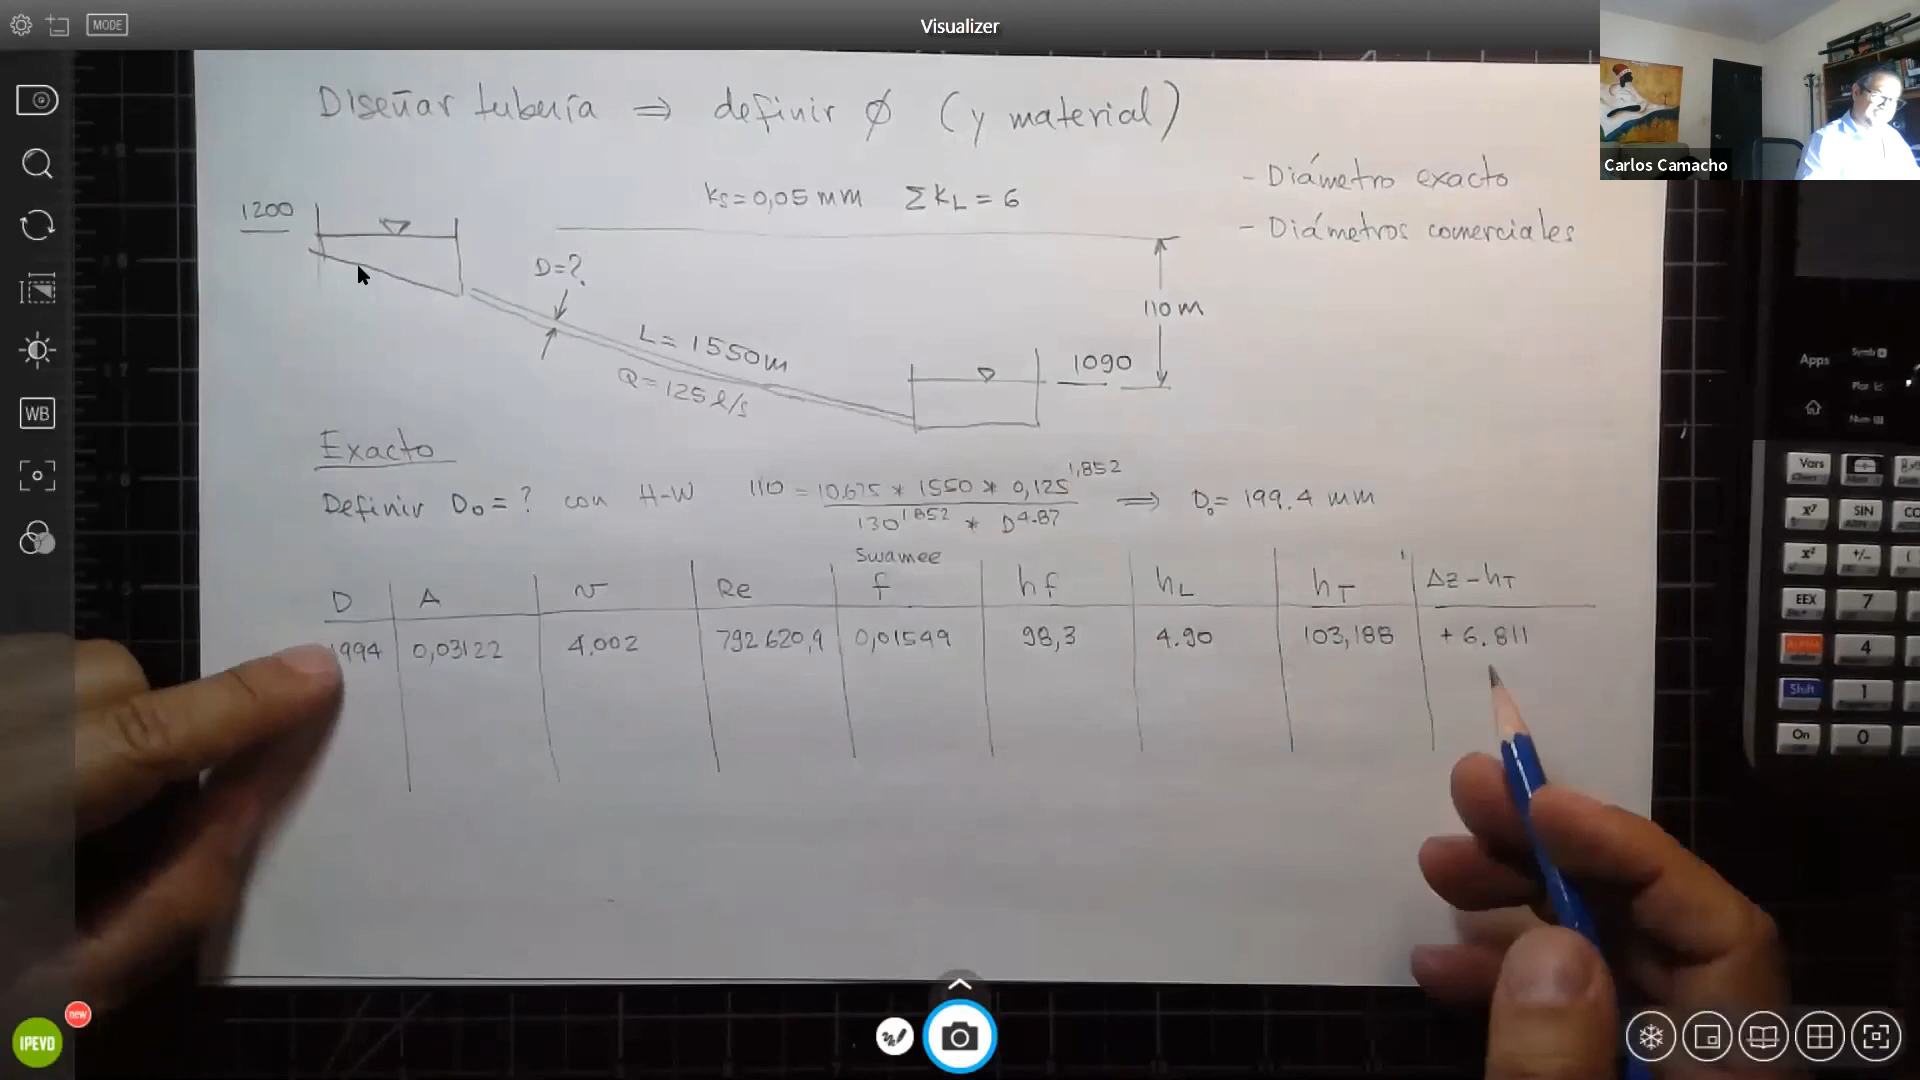 MODE
Visualizer
Carlos Camacho
WB
Diseñar tubería ⇒ definir ø (y material)
- Diámetro exacto
- Diámetros comerciales
ks = 0,05 mm ΣkL = 6
1200
D = ?
110 m
L = 1550 m
Q = 125 l/s
1090
Exacto
Definir D₀ = ? con H-W 110 = 10,675 * 1550 * 0,125^1,852 / 130^1.852 * D^4.87 ⇒ D₀ = 199.4 mm
Swamee
D A v Re f hf hL hT Δz - hT
1994 0,03122 4.002 792.620,9 0,01549 98,3 4.90 103,188 + 6.811
Apps
Vars
SIN
EEX
7
4
Shift
1
On
0
new
IPEVO